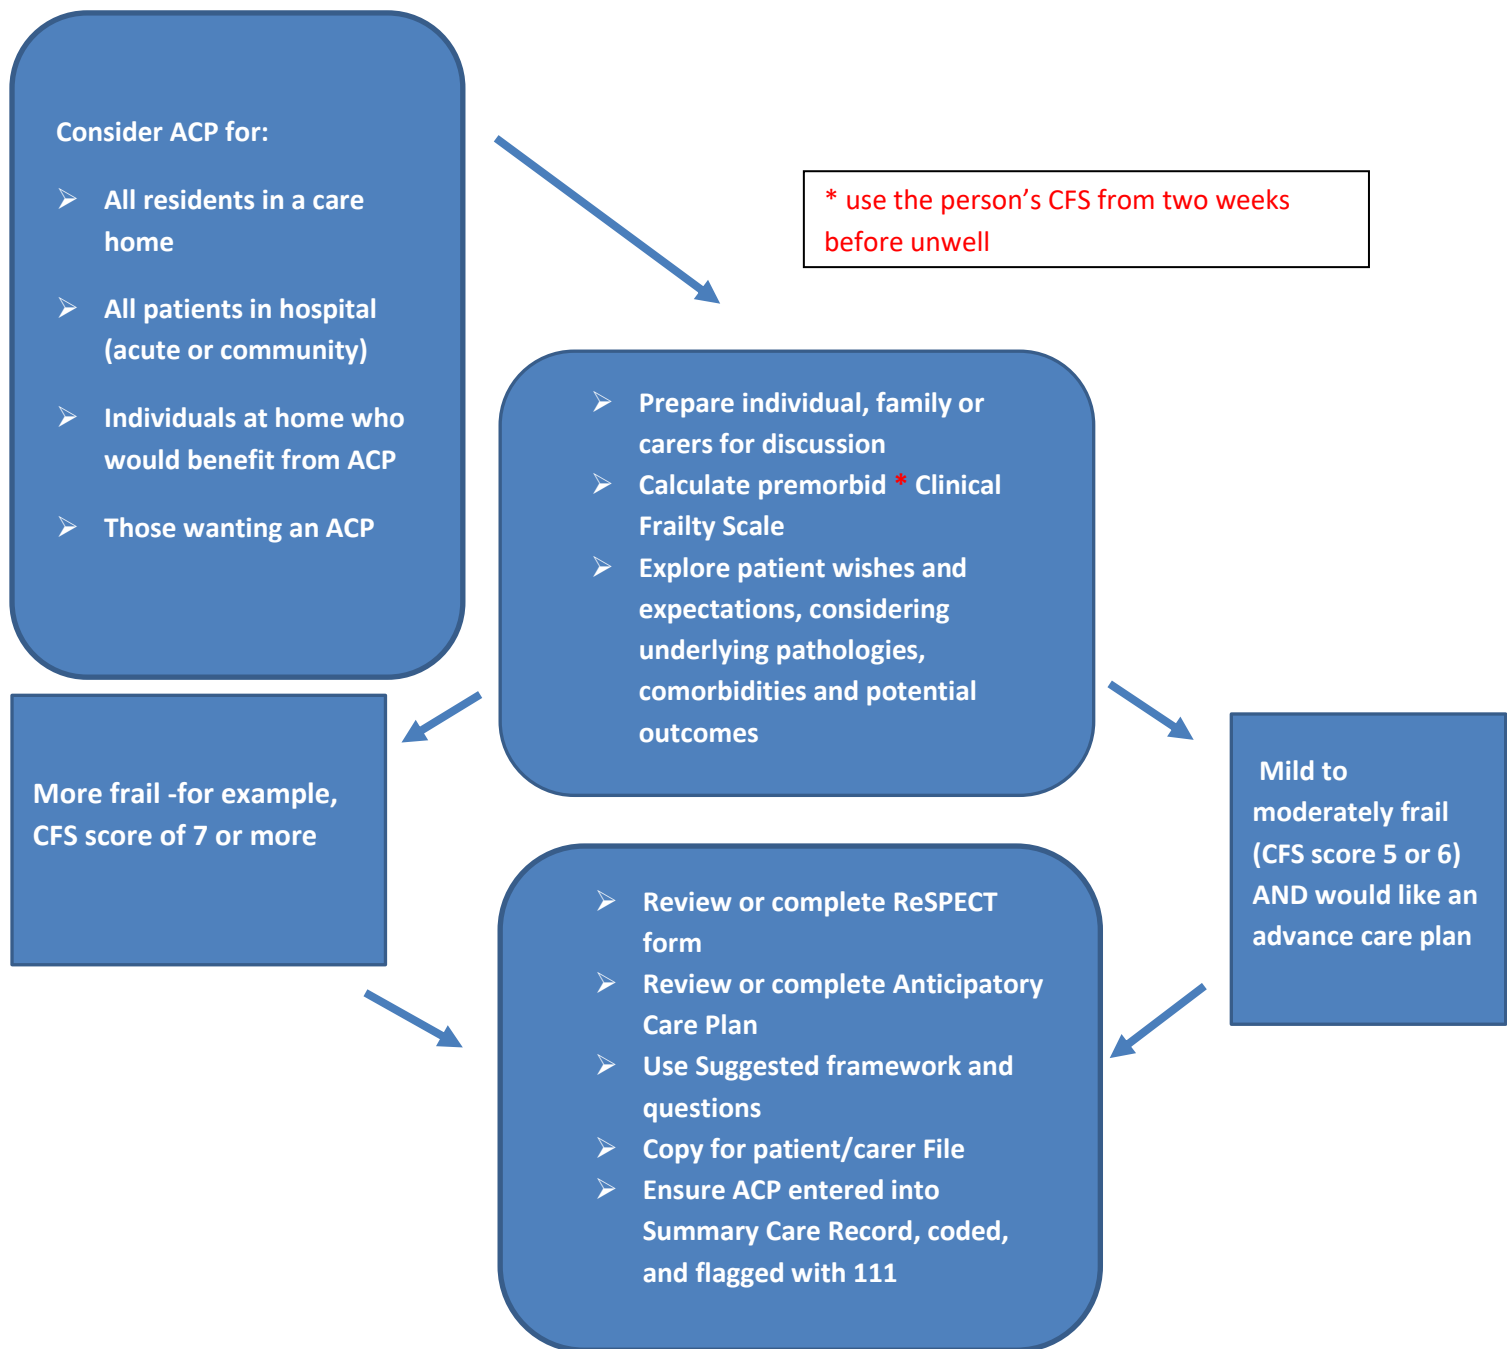 Consider ACP for:
➢ All residents in a care
home
➢ All patients in hospital
(acute or community)
➢ Individuals at home who
would benefit from ACP
➢ Those wanting an ACP
* use the person’s CFS from two weeks
before unwell
➢ Prepare individual, family or
carers for discussion
➢ Calculate premorbid * Clinical
Frailty Scale
➢ Explore patient wishes and
expectations, considering
underlying pathologies,
comorbidities and potential
outcomes
More frail -for example,
CFS score of 7 or more
Mild to
moderately frail
(CFS score 5 or 6)
AND would like an
advance care plan
➢ Review or complete ReSPECT
form
➢ Review or complete Anticipatory
Care Plan
➢ Use Suggested framework and
questions
➢ Copy for patient/carer File
➢ Ensure ACP entered into
Summary Care Record, coded,
and flagged with 111